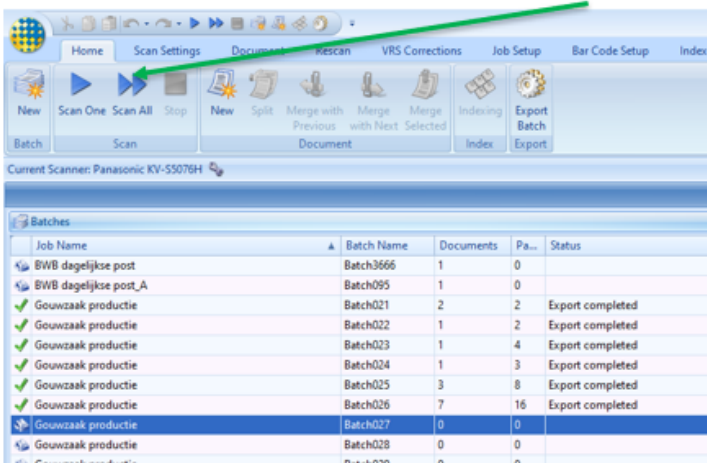 Home Scan Settings Document Rescan VRS Corrections Job Setup Bar Code Setup Index
New Scan One Scan All Stop New Split Merge with Previous Merge with Next Merge Selected Indexing Export Batch
Batch Scan Document Index Export
Current Scanner: Panasonic KV-S5076H
Batches
Job Name Batch Name Documents Pa... Status
BWB dagelijkse post Batch3666 1 0
BWB dagelijkse post_A Batch095 1 0
Gouwzaak productie Batch021 2 2 Export completed
Gouwzaak productie Batch022 1 2 Export completed
Gouwzaak productie Batch023 1 4 Export completed
Gouwzaak productie Batch024 1 3 Export completed
Gouwzaak productie Batch025 3 8 Export completed
Gouwzaak productie Batch026 7 16 Export completed
Gouwzaak productie Batch027 0 0
Gouwzaak productie Batch028 0 0